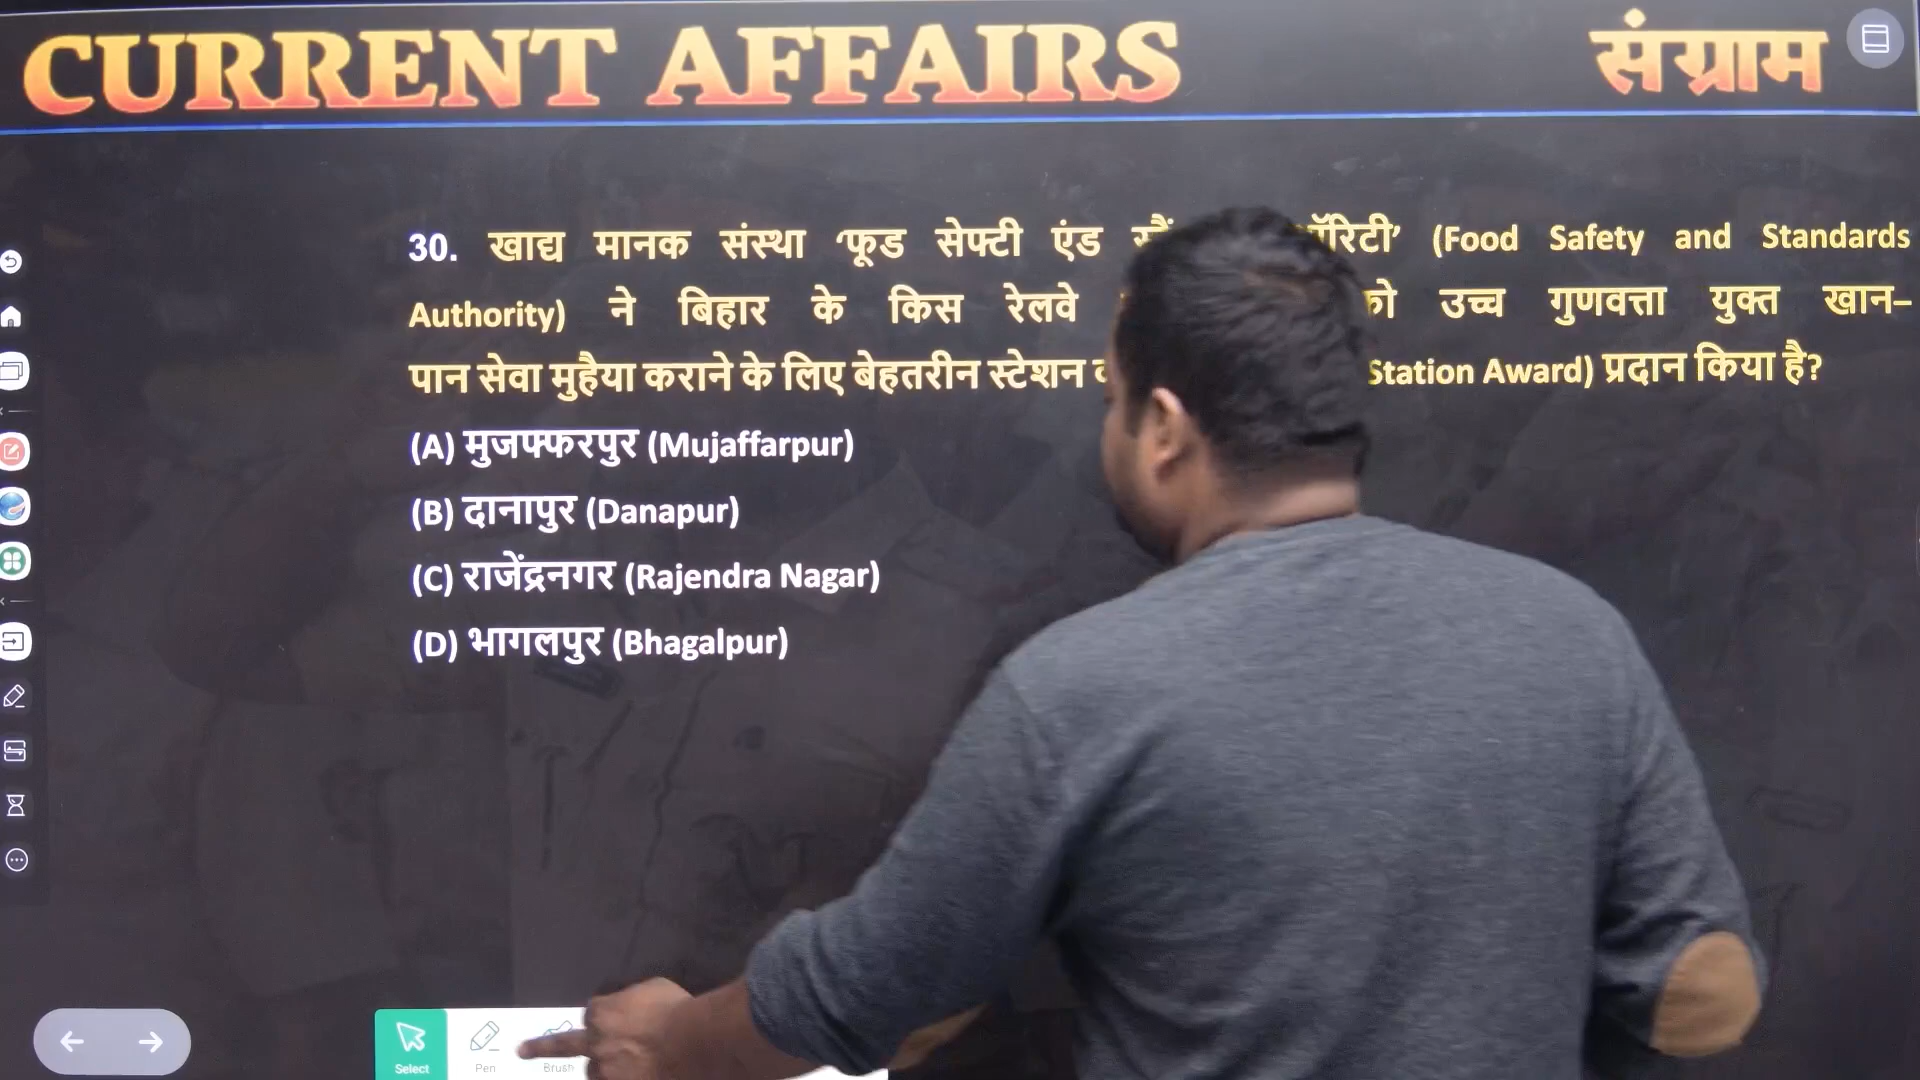 CURRENT AFFAIRS संग्राम
30. खाद्य मानक संस्था ‘फूड सेफ्टी एंड (Food Safety and Standards
Authority) ने बिहार के किस रेलवे को उच्च गुणवत्ता युक्त खान–
पान सेवा मुहैया कराने के लिए बेहतरीन स्टेशन Station Award) प्रदान किया है?
(A) मुजफ्फरपुर (Mujaffarpur)
(B) दानापुर (Danapur)
(C) राजेंद्रनगर (Rajendra Nagar)
(D) भागलपुर (Bhagalpur)
Select Pen Brush